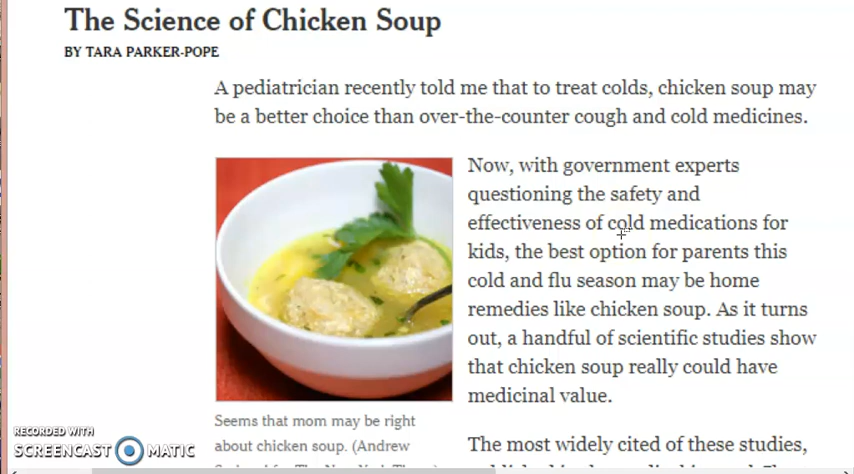 The Science of Chicken Soup
BY TARA PARKER-POPE
A pediatrician recently told me that to treat colds, chicken soup may
be a better choice than over-the-counter cough and cold medicines.
Now, with government experts
questioning the safety and
effectiveness of cold medications for
kids, the best option for parents this
cold and flu season may be home
remedies like chicken soup. As it turns
out, a handful of scientific studies show
that chicken soup really could have
medicinal value.
Seems that mom may be right
about chicken soup. (Andrew
The most widely cited of these studies,
RECORDED WITH
SCREENCAST MATIC